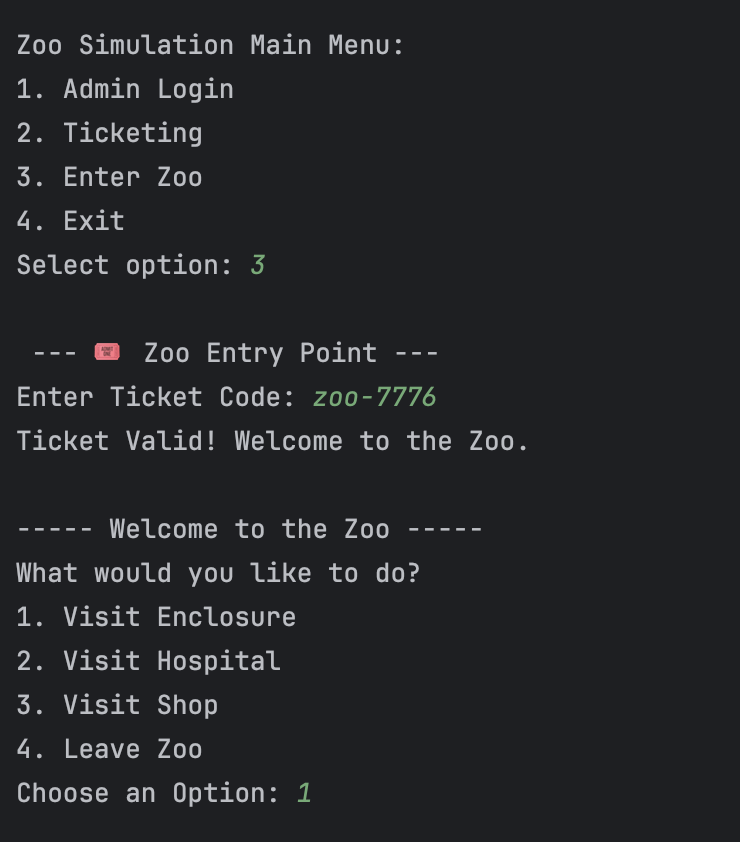 Zoo Simulation Main Menu:
1. Admin Login
2. Ticketing
3. Enter Zoo
4. Exit
Select option: 3
--- 🎟️ Zoo Entry Point ---
Enter Ticket Code: zoo-7776
Ticket Valid! Welcome to the Zoo.
----- Welcome to the Zoo -----
What would you like to do?
1. Visit Enclosure
2. Visit Hospital
3. Visit Shop
4. Leave Zoo
Choose an Option: 1